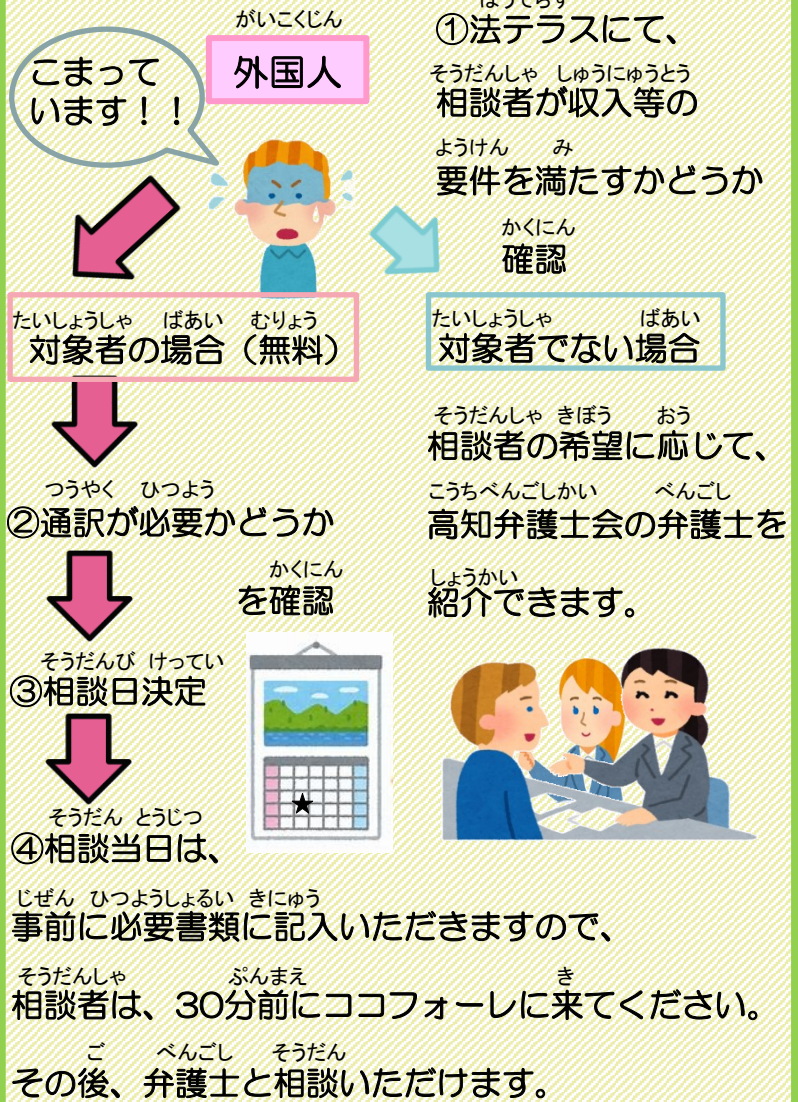 がいこくじん
外国人
こまって
います！！
①法テラスにて、
そうだんしゃ しゅうにゅうとう
相談者が収入等の
ようけん み
要件を満たすかどうか
かくにん
確認
たいしょうしゃ ばあい むりょう
対象者の場合（無料）
たいしょうしゃ ばあい
対象者でない場合
そうだんしゃ きぼう おう
相談者の希望に応じて、
こうちべんごしかい べんごし
高知弁護士会の弁護士を
しょうかい
紹介できます。
つうやく ひつよう
②通訳が必要かどうか
かくにん
を確認
そうだんび けってい
③相談日決定
そうだん とうじつ
④相談当日は、
じぜん ひつようしょるい きにゅう
事前に必要書類に記入いただきますので、
そうだんしゃ ぷんまえ き
相談者は、30分前にココフォーレに来てください。
ご べんごし そうだん
その後、弁護士と相談いただけます。